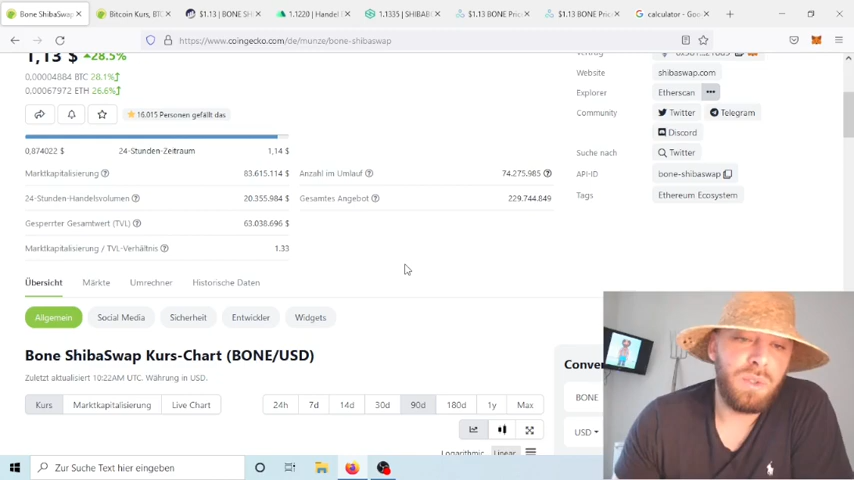 Bone ShibaSwap
Bitcoin Kurs, BTC
$1.13 | BONE SH
1.1220 | Handel
1.1335 | SHIBAB
$1.13 BONE Pric
$1.13 BONE Pric
calculator - Goo
https://www.coingecko.com/de/munze/bone-shibaswap
1,13 $ 28.5%
0,00004884 BTC 28.1%
0,00067972 ETH 26.6%
16.015 Personen gefällt das
0,874022 $ 24-Stunden-Zeitraum 1,14 $
Marktkapitalisierung 83.615.114 $
24-Stunden-Handelsvolumen 20.355.984 $
Gesperrter Gesamtwert (TVL) 63.038.696 $
Marktkapitalisierung / TVL-Verhältnis 1.33
Anzahl im Umlauf 74.275.985
Gesamtes Angebot 229.744.849
Website shibaswap.com
Explorer Etherscan
Community Twitter Telegram
Discord
Suche nach Twitter
API-ID bone-shibaswap
Tags Ethereum Ecosystem
Übersicht Märkte Umrechner Historische Daten
Allgemein Social Media Sicherheit Entwickler Widgets
Bone ShibaSwap Kurs-Chart (BONE/USD)
Zuletzt aktualisiert 10:22AM UTC. Währung in USD.
Kurs Marktkapitalisierung Live Chart 24h 7d 14d 30d 90d 180d 1y Max
Logarithmic Linear
BONE
USD
Zur Suche Text hier eingeben